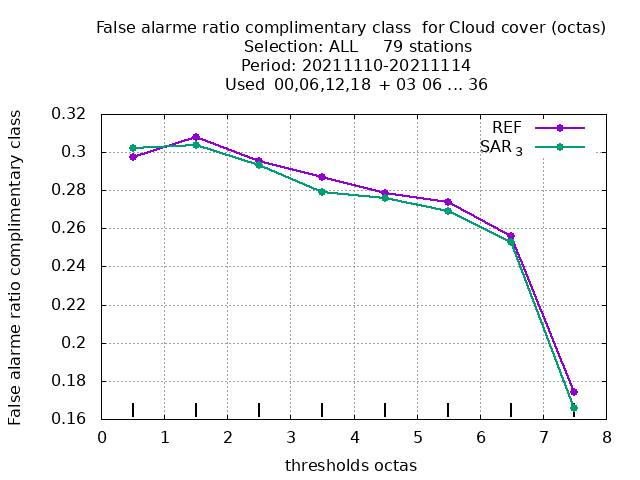 False alarme ratio complimentary class  for Cloud cover (octas)
Selection: ALL     79 stations
Period: 20211110-20211114
Used  00,06,12,18  + 03 06 ... 36
False alarme ratio complimentary class
0.32
0.3
0.28
0.26
0.24
0.22
0.2
0.18
0.16
REF
SAR 3
0 1 2 3 4 5 6 7 8
thresholds octas